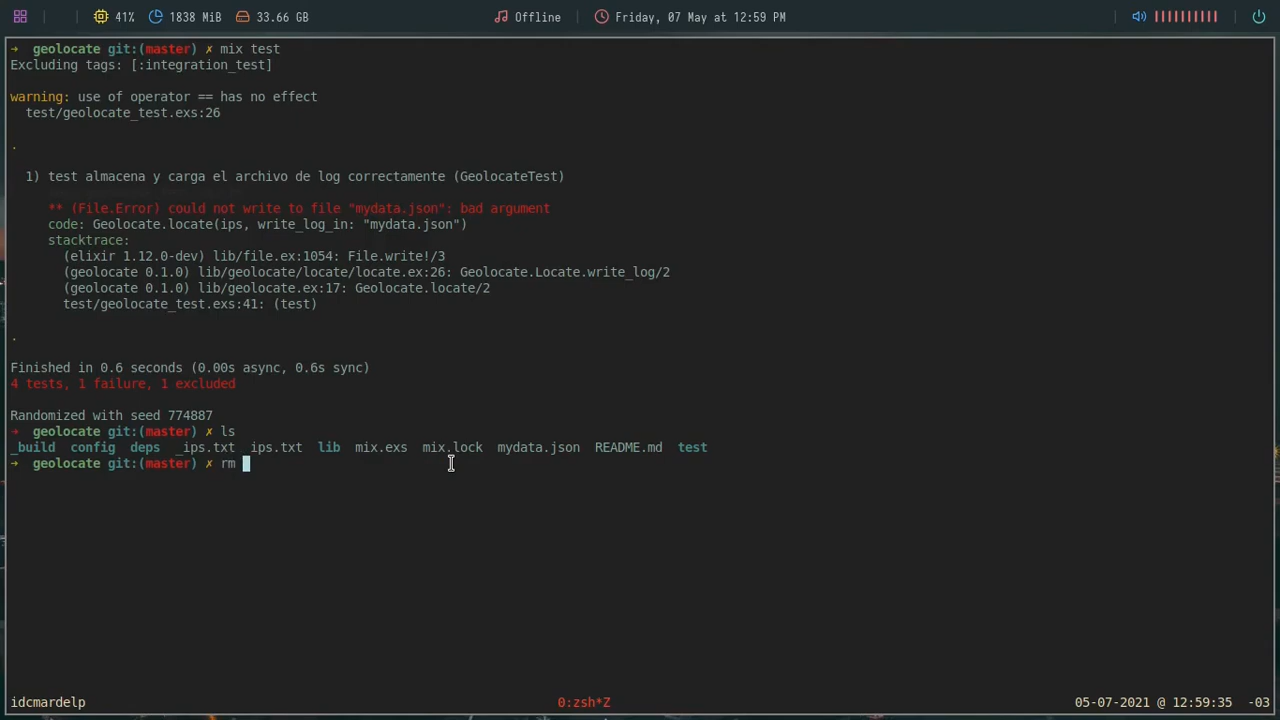 41% 1838 MiB 33.66 GB Offline Friday, 07 May at 12:59 PM
→ geolocate git:(master) ✗ mix test
Excluding tags: [:integration_test]
warning: use of operator == has no effect
test/geolocate_test.exs:26
.
1) test almacena y carga el archivo de log correctamente (GeolocateTest)
** (File.Error) could not write to file "mydata.json": bad argument
code: Geolocate.locate(ips, write_log_in: "mydata.json")
stacktrace:
(elixir 1.12.0-dev) lib/file.ex:1054: File.write!/3
(geolocate 0.1.0) lib/geolocate/locate/locate.ex:26: Geolocate.Locate.write_log/2
(geolocate 0.1.0) lib/geolocate.ex:17: Geolocate.locate/2
test/geolocate_test.exs:41: (test)
.
Finished in 0.6 seconds (0.00s async, 0.6s sync)
4 tests, 1 failure, 1 excluded
Randomized with seed 774887
→ geolocate git:(master) ✗ ls
_build config deps _ips.txt ips.txt lib mix.exs mix.lock mydata.json README.md test
→ geolocate git:(master) ✗ rm
idcmardelp 0:zsh*Z 05-07-2021 @ 12:59:35 -03